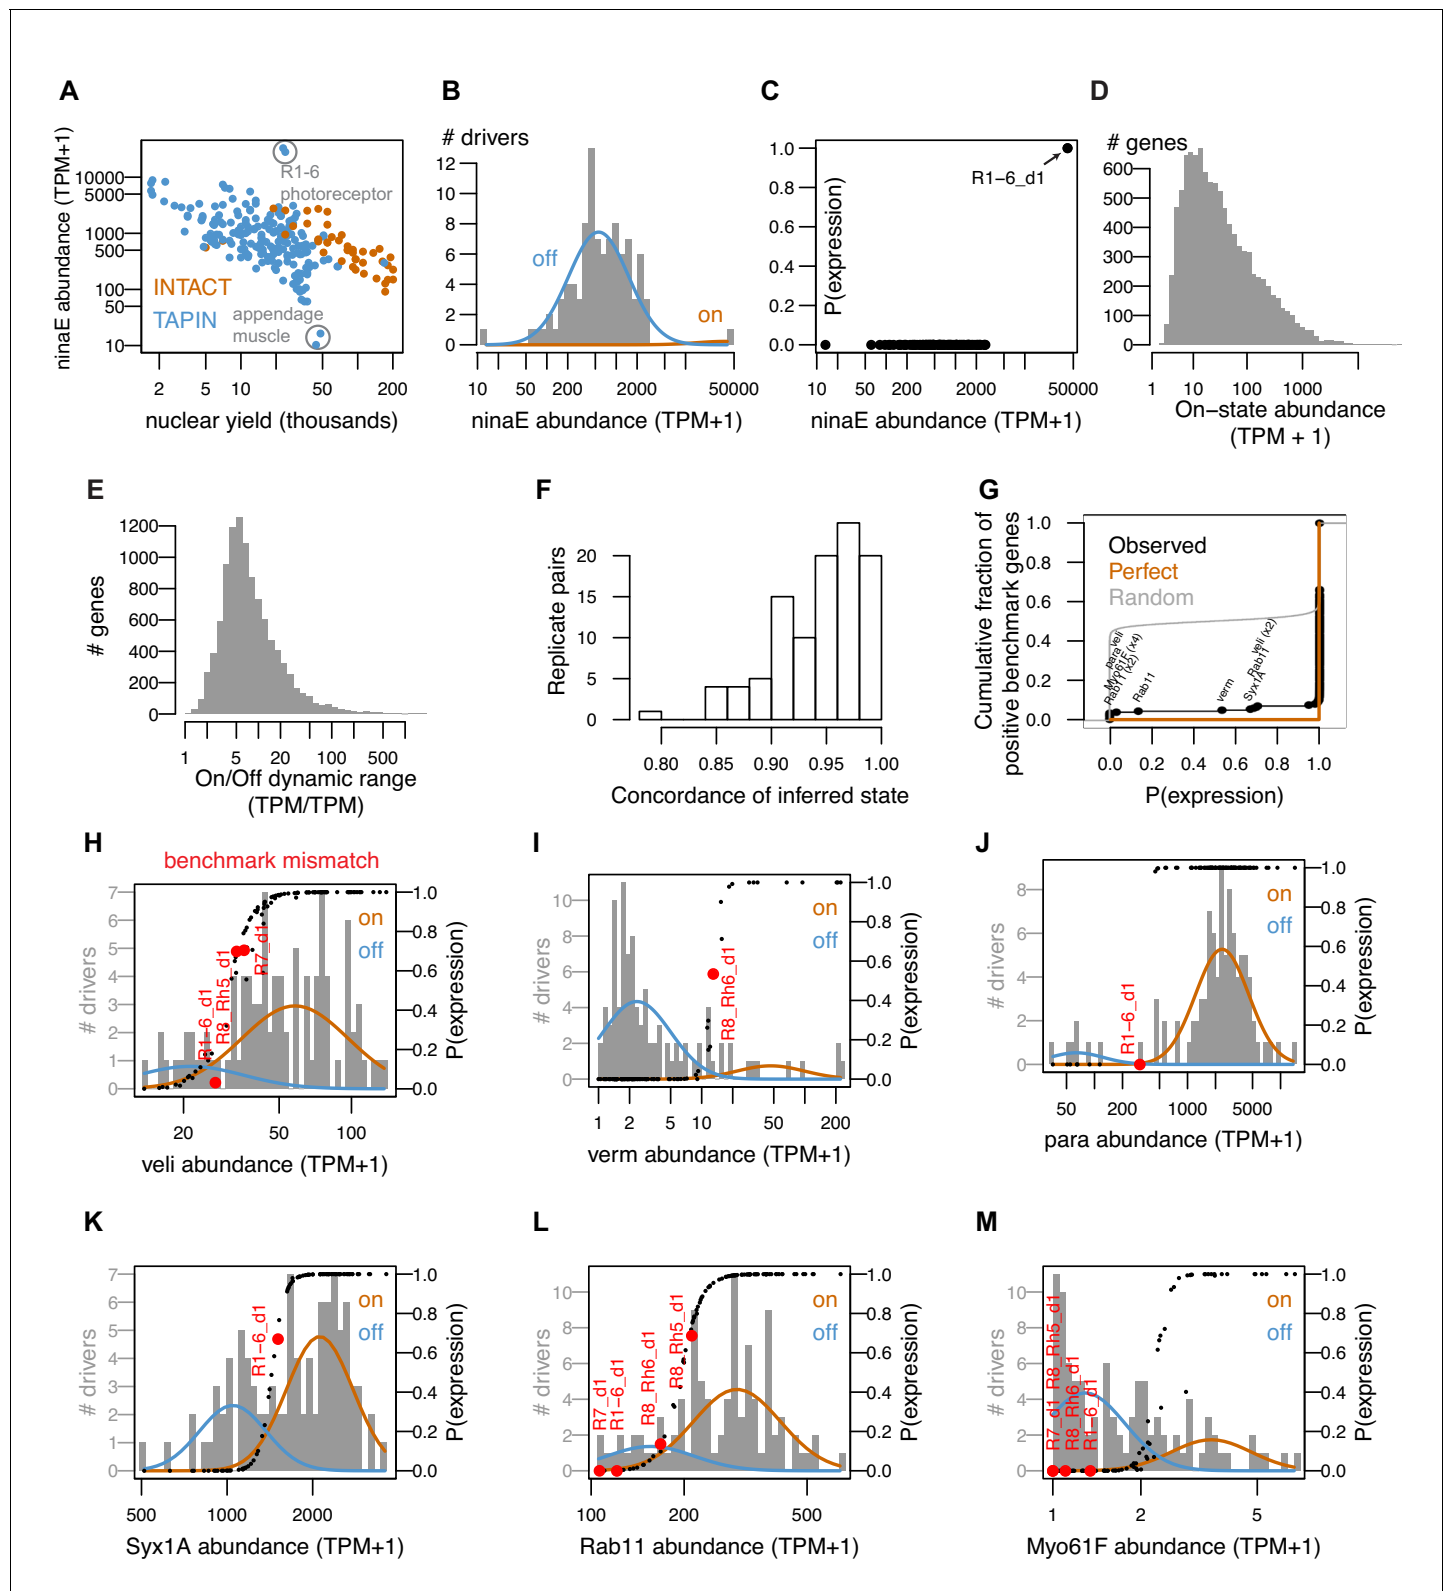 A
ninaE abundance (TPM+1)
10000
5000
1000
500
100
50
10
R1-6
photoreceptor
INTACT
TAPIN
appendage
muscle
2 5 10 50 200
nuclear yield (thousands)
B
# drivers
12
10
8
6
4
2
0
off
on
10 50 200 2000 50000
ninaE abundance (TPM+1)
C
P(expression)
1.0
0.8
0.6
0.4
0.2
0.0
R1−6_d1
10 50 200 2000 50000
ninaE abundance (TPM+1)
D
# genes
600
500
400
300
200
100
0
1 10 100 1000
On−state abundance
(TPM + 1)
E
# genes
1200
1000
800
600
400
200
0
1 5 20 100 500
On/Off dynamic range
(TPM/TPM)
F
Replicate pairs
20
15
10
5
0
0.80 0.85 0.90 0.95 1.00
Concordance of inferred state
G
Cumulative fraction of
positive benchmark genes
1.0
0.8
0.6
0.4
0.2
0.0
Observed
Perfect
Random
veli
para
Myo61F (x4)
Rab11 (x2)
Rab11
verm
Syx1A
Rab11
veli (x2)
0.0 0.2 0.4 0.6 0.8 1.0
P(expression)
H
benchmark mismatch
# drivers
7
6
5
4
3
2
1
0
R1−6_d1
R8_Rh5_d1
R7_d1
on
off
1.0
0.8
0.6
0.4
0.2
0.0
P(expression)
20 50 100
veli abundance (TPM+1)
I
# drivers
10
8
6
4
2
0
R8_Rh6_d1
on
off
1.0
0.8
0.6
0.4
0.2
0.0
P(expression)
1 2 5 10 50 200
verm abundance (TPM+1)
J
# drivers
8
6
4
2
0
R1−6_d1
on
off
1.0
0.8
0.6
0.4
0.2
0.0
P(expression)
50 200 1000 5000
para abundance (TPM+1)
K
# drivers
7
6
5
4
3
2
1
0
R1−6_d1
on
off
1.0
0.8
0.6
0.4
0.2
0.0
P(expression)
500 1000 2000
Syx1A abundance (TPM+1)
L
# drivers
10
8
6
4
2
0
R7_d1
R1−6_d1
R8_Rh6_d1
R8_Rh5_d1
on
off
1.0
0.8
0.6
0.4
0.2
0.0
P(expression)
100 200 500
Rab11 abundance (TPM+1)
M
# drivers
10
8
6
4
2
0
R7_d1 R8_Rh5_d1
R8_Rh6_d1
R1−6_d1
on
off
1.0
0.8
0.6
0.4
0.2
0.0
P(expression)
1 2 5
Myo61F abundance (TPM+1)